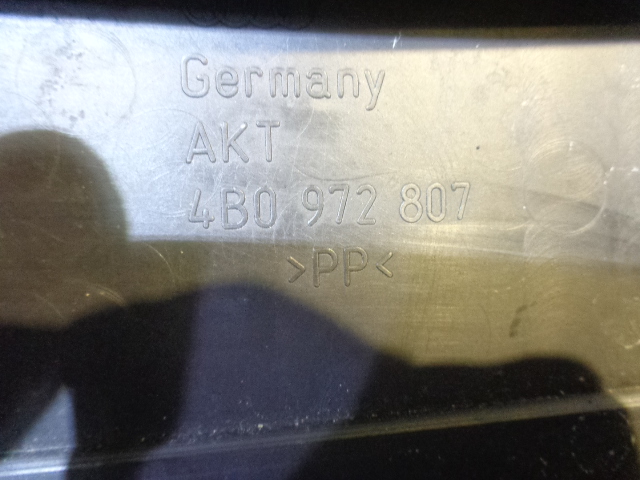 Germany
AKT
4B0 972 807
>PP<